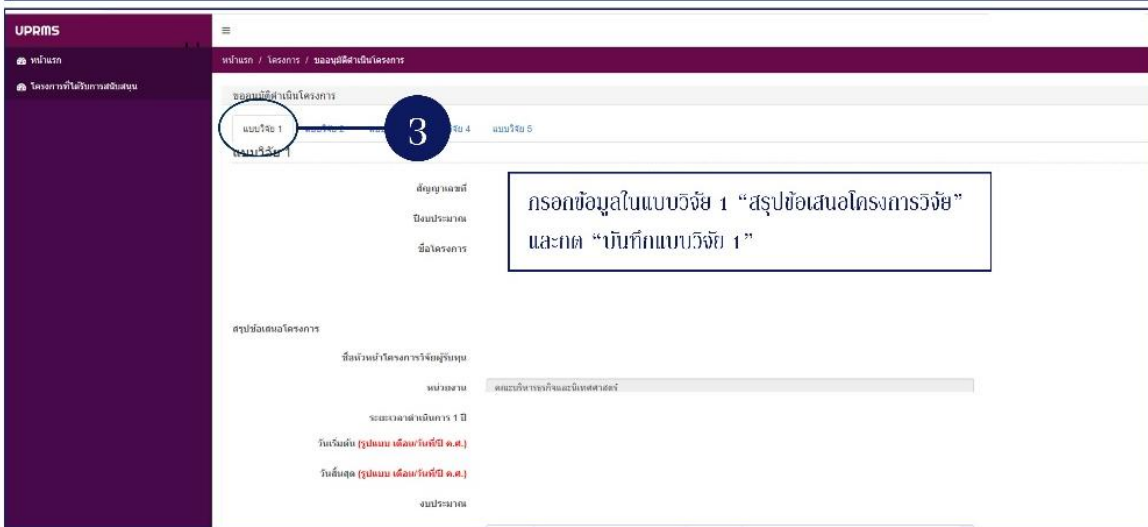 UPRMS
หน้าแรก
โครงการที่ได้รับการสนับสนุน
หน้าแรก / โครงการ / ขออนุมัติดำเนินโครงการ
ขออนุมัติดำเนินโครงการ
แบบวิจัย 1
3
จัย 4
แบบวิจัย 5
แบบวิจัย 1
สัญญาเลขที่
ปีงบประมาณ
ชื่อโครงการ
กรอกข้อมูลในแบบวิจัย 1 “สรุปข้อเสนอโครงการวิจัย”
และกด “บันทึกแบบวิจัย 1”
สรุปข้อเสนอโครงการ
ชื่อหัวหน้าโครงการวิจัยผู้รับทุน
หน่วยงาน
คณะบริหารธุรกิจและนิเทศศาสตร์
ระยะเวลาดำเนินการ 1 ปี
วันเริ่มต้น (รูปแบบ เดือน/วันที่/ปี ค.ศ.)
วันสิ้นสุด (รูปแบบ เดือน/วันที่/ปี ค.ศ.)
งบประมาณ